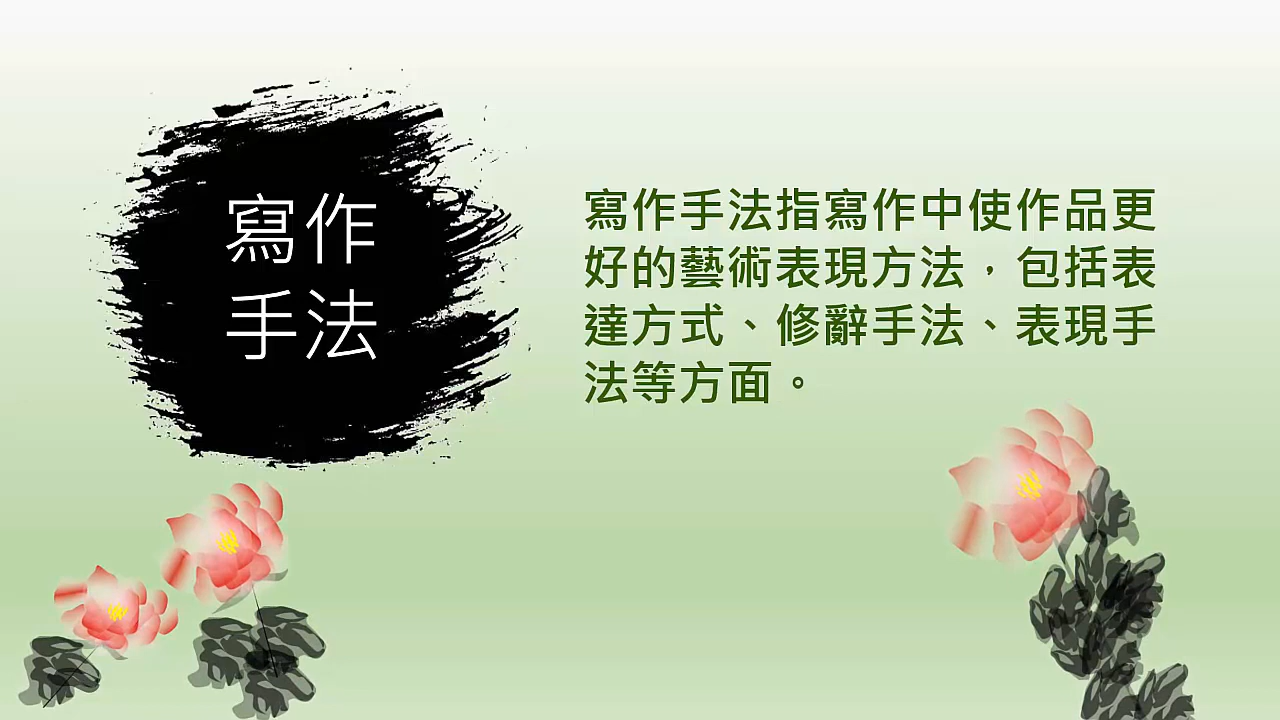 寫作
手法
寫作手法指寫作中使作品更
好的藝術表現方法，包括表
達方式、修辭手法、表現手
法等方面。